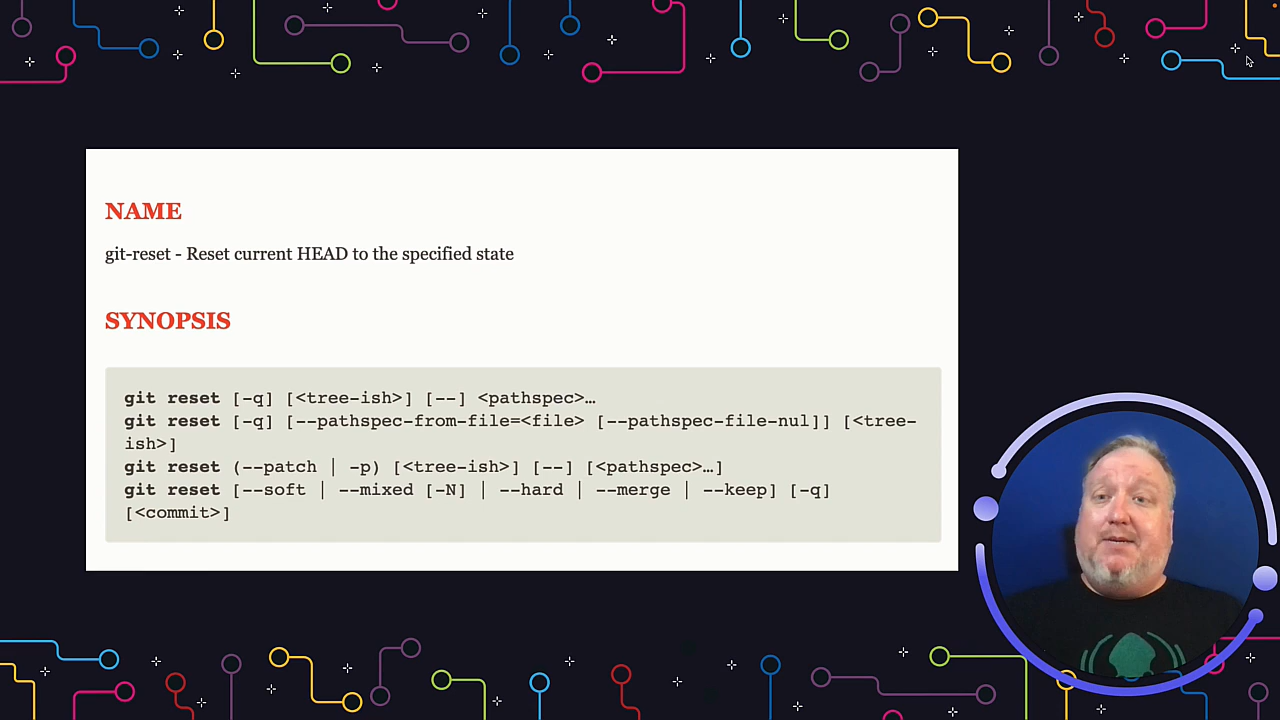 NAME
git-reset - Reset current HEAD to the specified state
SYNOPSIS
git reset [-q] [<tree-ish>] [--] <pathspec>…
git reset [-q] [--pathspec-from-file=<file> [--pathspec-file-nul]] [<tree-
ish>]
git reset (--patch | -p) [<tree-ish>] [--] [<pathspec>…]
git reset [--soft | --mixed [-N] | --hard | --merge | --keep] [-q]
[<commit>]